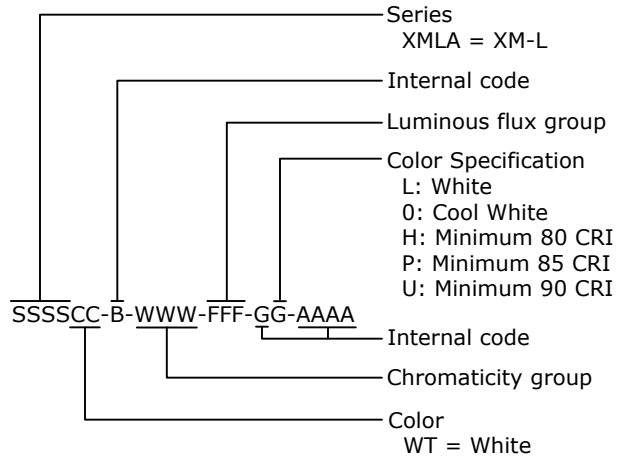 Series
XMLA = XM-L
Internal code
Luminous flux group
Color Specification
L: White
0: Cool White
H: Minimum 80 CRI
P: Minimum 85 CRI
U: Minimum 90 CRI
SSSSCC-B-WWW-FFF-GG-AAAA
Internal code
Chromaticity group
Color
WT = White